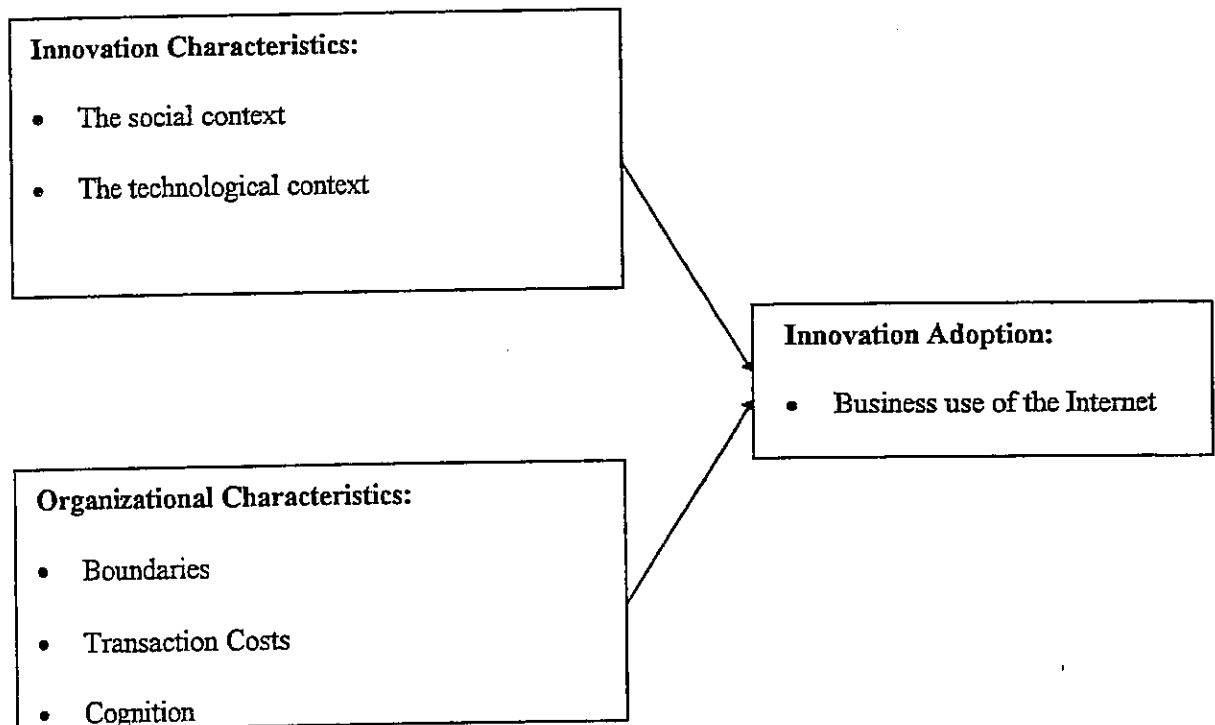 Innovation Characteristics:
• The social context
• The technological context
Innovation Adoption:
• Business use of the Internet
Organizational Characteristics:
• Boundaries
• Transaction Costs
• Cognition